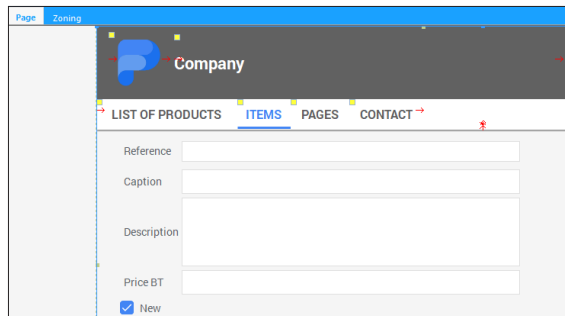 Page Zoning
Company
LIST OF PRODUCTS ITEMS PAGES CONTACT
Reference
Caption
Description
Price BT
New